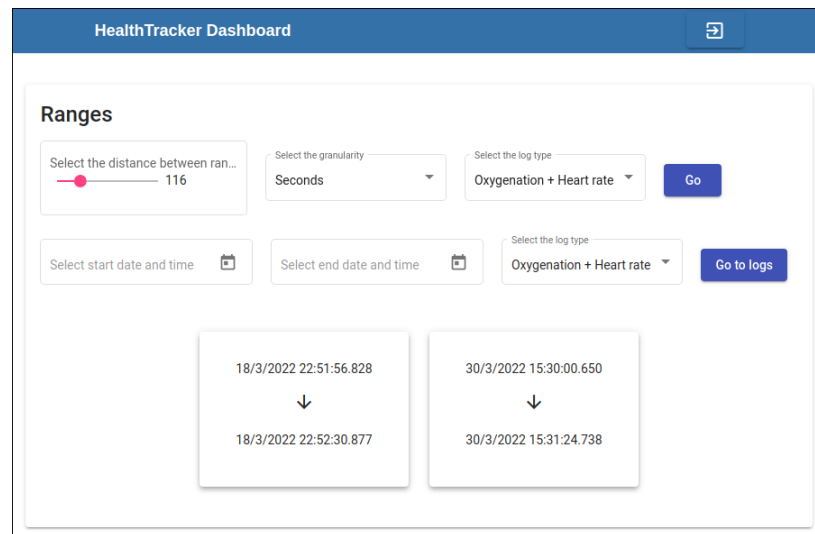 HealthTracker Dashboard
Ranges
Select the distance between ran...
116
Select the granularity
Seconds
Select the log type
Oxygenation + Heart rate
Go
Select start date and time
Select end date and time
Select the log type
Oxygenation + Heart rate
Go to logs
18/3/2022 22:51:56.828
18/3/2022 22:52:30.877
30/3/2022 15:30:00.650
30/3/2022 15:31:24.738